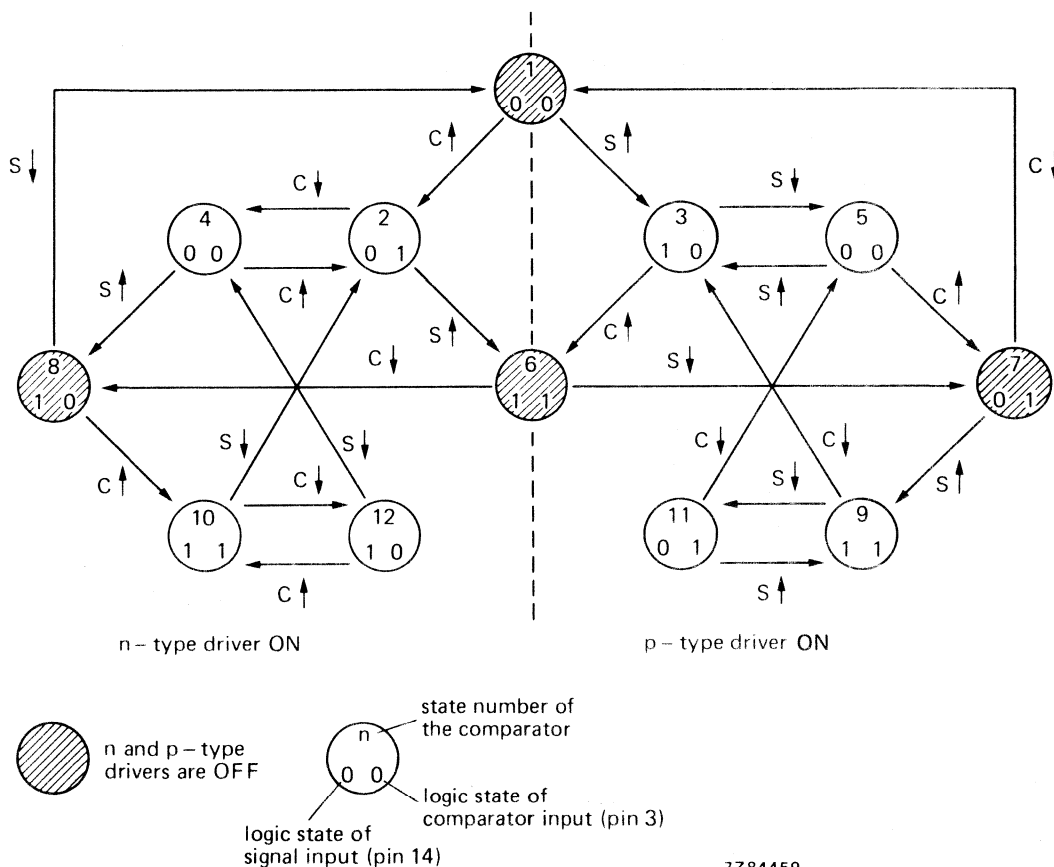 1
0 0
C↑
S↑
S↓
C↓
C↓
S↓
4
0 0
2
0 1
3
1 0
5
0 0
S↑
C↑
S↑
C↑
S↑
C↑
8
1 0
C↓
6
1 1
S↓
7
0 1
C↑
S↓
S↓
C↓
C↓
S↑
C↓
S↓
10
1 1
12
1 0
11
0 1
9
1 1
C↑
S↑
n – type driver ON
p – type driver ON
n and p – type
drivers are OFF
state number of
the comparator
n
0 0
logic state of
comparator input (pin 3)
logic state of
signal input (pin 14)